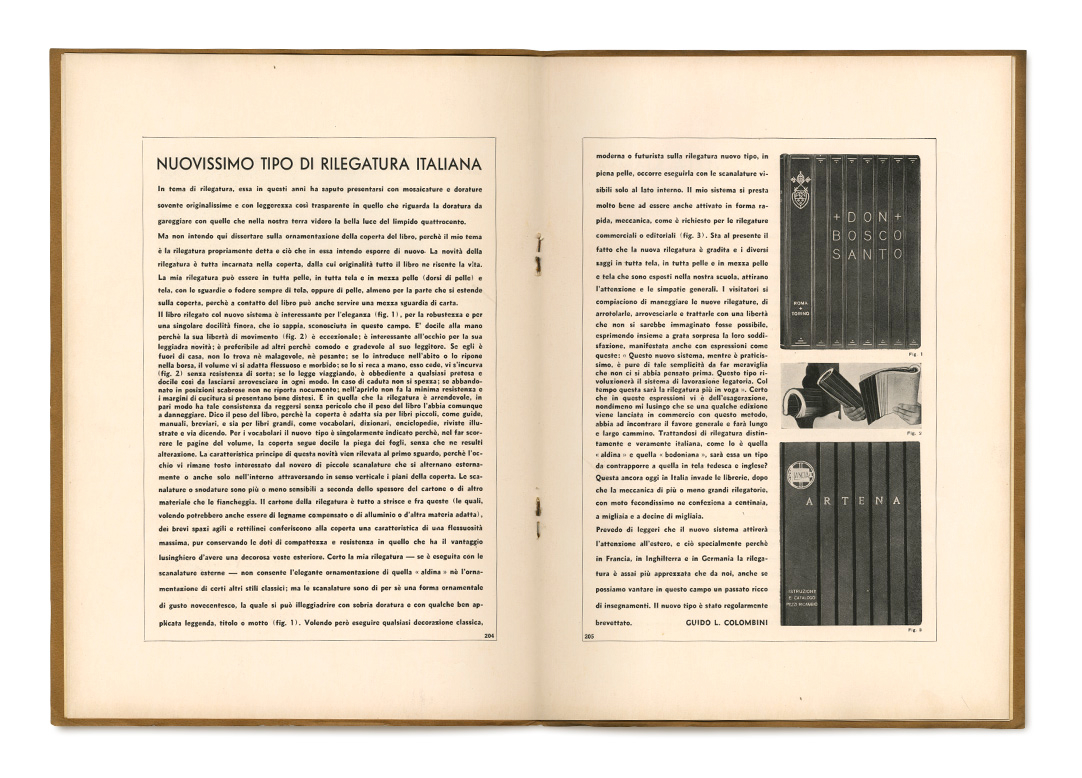 NUOVISSIMO TIPO DI RILEGATURA ITALIANA
In tema di rilegatura, essa in questi anni ha saputo presentarsi con mosaicature e dorature
sovente originalissime e con leggerezza così trasparente in quello che riguarda la doratura da
gareggiare con quelle che nella nostra terra videro la bella luce del limpido quattrocento.
Ma non intendo qui dissertare sulla ornamentazione della coperta del libro, perchè il mio tema
è la rilegatura propriamente detta e ciò che in essa intendo esporre di nuovo. La novità della
rilegatura è tutta incarnata nella coperta, dalla cui originalità tutto il libro ne risente la vita.
La mia rilegatura può essere in tutta pelle, in tutta tela e in mezza pelle (dorsi di pelle) e
tela, con le sguardie o fodere sempre di tela, oppure di pelle, almeno per la parte che si estende
sulla coperta, perchè a contatto del libro può anche servire una mezza sguardia di carta.
Il libro rilegato col nuovo sistema è interessante per l'eleganza (fig. 1), per la robustezza e per
una singolare docilità finora, che io sappia, sconosciuta in questo campo. E' docile alla mano
perchè la sua libertà di movimento (fig. 2) è eccezionale; è interessante all'occhio per la sua
leggiadra novità; è preferibile ad altri perchè comodo e gradevole al suo leggitore. Se egli è
fuori di casa, non lo trova nè malagevole, nè pesante; se lo introduce nell'abito o lo ripone
nella borsa, il volume vi si adatta flessuoso e morbido; se lo si reca a mano, esso cede, vi s'incurva
(fig. 2) senza resistenza di sorta; se lo legge viaggiando, è obbediente a qualsiasi pretesa e
docile così da lasciarsi arrovesciare in ogni modo. In caso di caduta non si spezza; se abbando-
nato in posizioni scabrose non ne riporta nocumento; nell'aprirlo non fa la minima resistenza e
i margini di cucitura si presentano bene distesi. E in quella che la rilegatura è arrendevole, in
pari modo ha tale consistenza da reggersi senza pericolo che il peso del libro l'abbia comunque
a danneggiare. Dico il peso del libro, perchè la coperta è adatta sia per libri piccoli, come guide,
manuali, breviari, e sia per libri grandi, come vocabolari, dizionari, enciclopedie, riviste illu-
strate e via dicendo. Per i vocabolari il nuovo tipo è singolarmente indicato perchè, nel far scor-
rere le pagine del volume, la coperta segue docile la piega dei fogli, senza che ne resulti
alterazione. La caratteristica principe di questa novità vien rilevata al primo sguardo, perchè l'oc-
chio vi rimane tosto interessato dal novero di piccole scanalature che si alternano esterna-
mente o anche solo nell'interno attraversando in senso verticale i piani della coperta. Le sca-
nalature o snodature sono più o meno sensibili a seconda dello spessore del cartone o di altro
materiale che le fiancheggia. Il cartone della rilegatura è tutto a strisce e fra queste (le quali,
volendo potrebbero anche essere di legname compensato o di alluminio o d'altra materia adatta),
dei brevi spazi agili e rettilinei conferiscono alla coperta una caratteristica di una flessuosità
massima, pur conservando le doti di compattezza e resistenza in quello che ha il vantaggio
lusinghiero d'avere una decorosa veste esteriore. Certo la mia rilegatura — se è eseguita con le
scanalature esterne — non consente l'elegante ornamentazione di quella « aldina » nè l'orna-
mentazione di certi altri stili classici; ma le scanalature sono di per sè una forma ornamentale
di gusto novecentesco, la quale si può illeggiadrire con sobria doratura e con qualche ben ap-
plicata leggenda, titolo e motto (fig. 1). Volendo però eseguire qualsiasi decorazione classica,
204
moderna o futurista sulla rilegatura nuovo tipo, in
piena pelle, occorre eseguirla con le scanalature vi-
sibili solo al lato interno. Il mio sistema si presta
molto bene ad essere anche attivato in forma ra-
pida, meccanica, come è richiesto per le rilegature
commerciali o editoriali (fig. 3). Sta al presente il
fatto che la nuova rilegatura è gradita e i diversi
saggi in tutta tela, in tutta pelle e in mezza pelle
e tela che sono esposti nella nostra scuola, attirano
l'attenzione e le simpatie generali. I visitatori si
compiacciono di maneggiare le nuove rilegature, di
arrotolarle, arrovesciarle e trattarle con una libertà
che non si sarebbe immaginato fosse possibile,
esprimendo insieme a grata sorpresa la loro soddi-
sfazione, manifestata anche con espressioni come
queste: « Questo nuovo sistema, mentre è praticis-
simo, è pure di tale semplicità da far meraviglia
che non ci si abbia pensato prima. Questo tipo ri-
voluzionerà il sistema di lavorazione legatoria. Col
tempo questa sarà la rilegatura più in voga ». Certo
che in queste espressioni vi è dell'esagerazione,
nondimeno mi lusingo che se una qualche edizione
viene lanciata in commercio con questo metodo,
abbia ad incontrare il favore generale e farà lungo
e largo cammino. Trattandosi di rilegatura distin-
tamente e veramente italiana, come lo è quella
« aldina » e quella « bodoniana », sarà essa un tipo
da contrapporre a quella in tela tedesca e inglese?
Questa ancora oggi in Italia invade le librerie, dopo
che la meccanica di più o meno grandi rilegatorie,
con moto fecondissimo ne confeziona a centinaia,
a migliaia e a decine di migliaia.
Prevedo di leggeri che il nuovo sistema attirerà
l'attenzione all'estero, e ciò specialmente perchè
in Francia, in Inghilterra e in Germania la rilega-
tura è assai più apprezzata che da noi, anche se
possiamo vantare in questo campo un passato ricco
di insegnamenti. Il nuovo tipo è stato regolarmente
brevettato. GUIDO L. COLOMBINI
205
+ DON +
BOSCO
SANTO
ROMA
+
TORINO
Fig. 1
Fig. 2
LANCIA
ARTENA
ISTRUZIONI
E CATALOGO
PEZZI RICAMBIO
Fig. 3